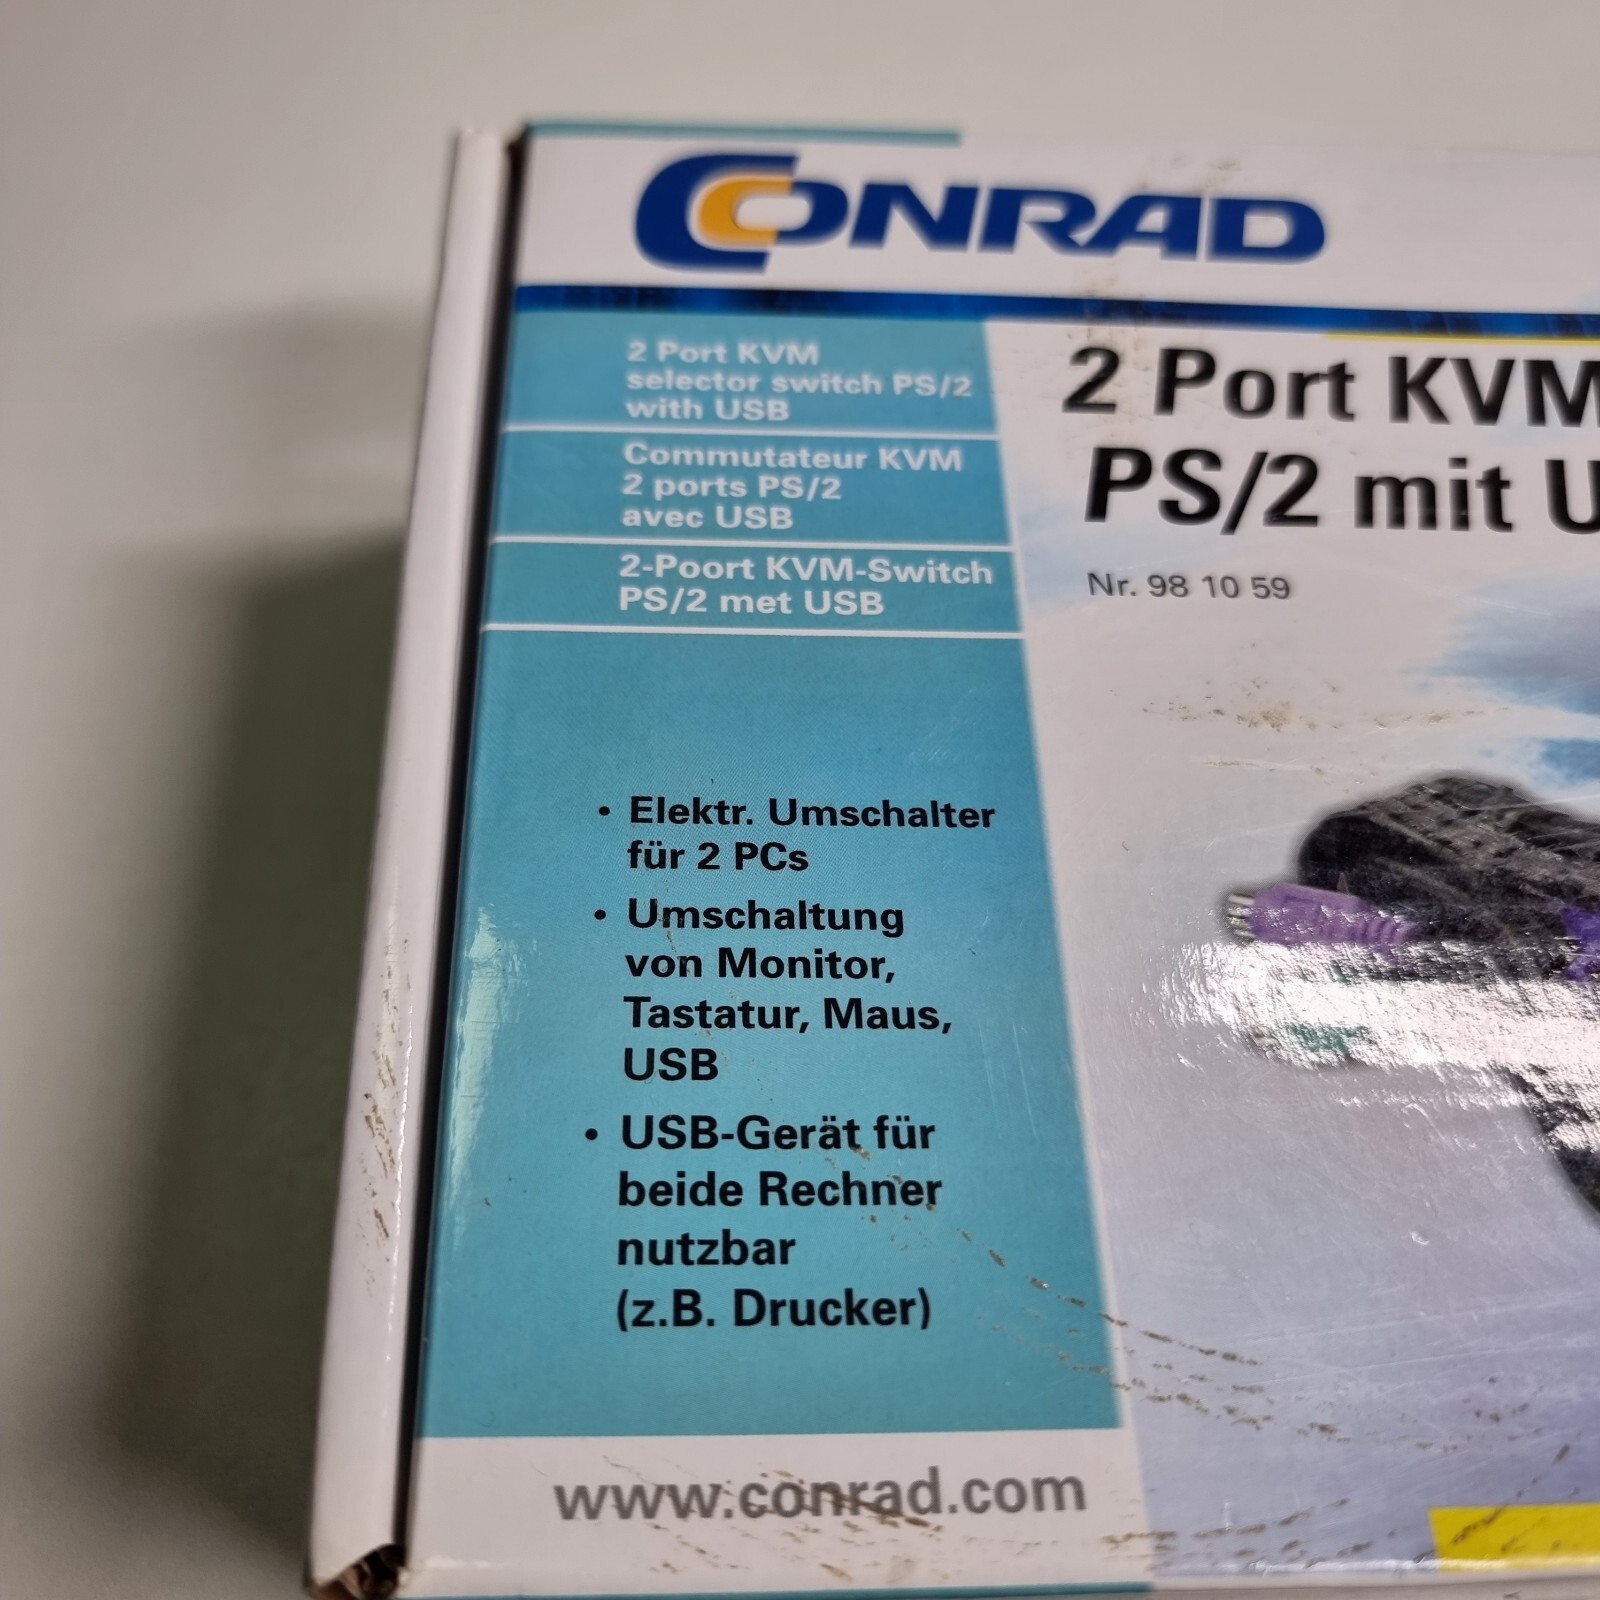 CONRAD
2 Port KVM
selector switch PS/2
with USB
Commutateur KVM
2 ports PS/2
avec USB
2-Poort KVM-Switch
PS/2 met USB
2 Port KVM
PS/2 mit U
Nr. 98 10 59
• Elektr. Umschalter
für 2 PCs
• Umschaltung
von Monitor,
Tastatur, Maus,
USB
• USB-Gerät für
beide Rechner
nutzbar
(z.B. Drucker)
www.conrad.com